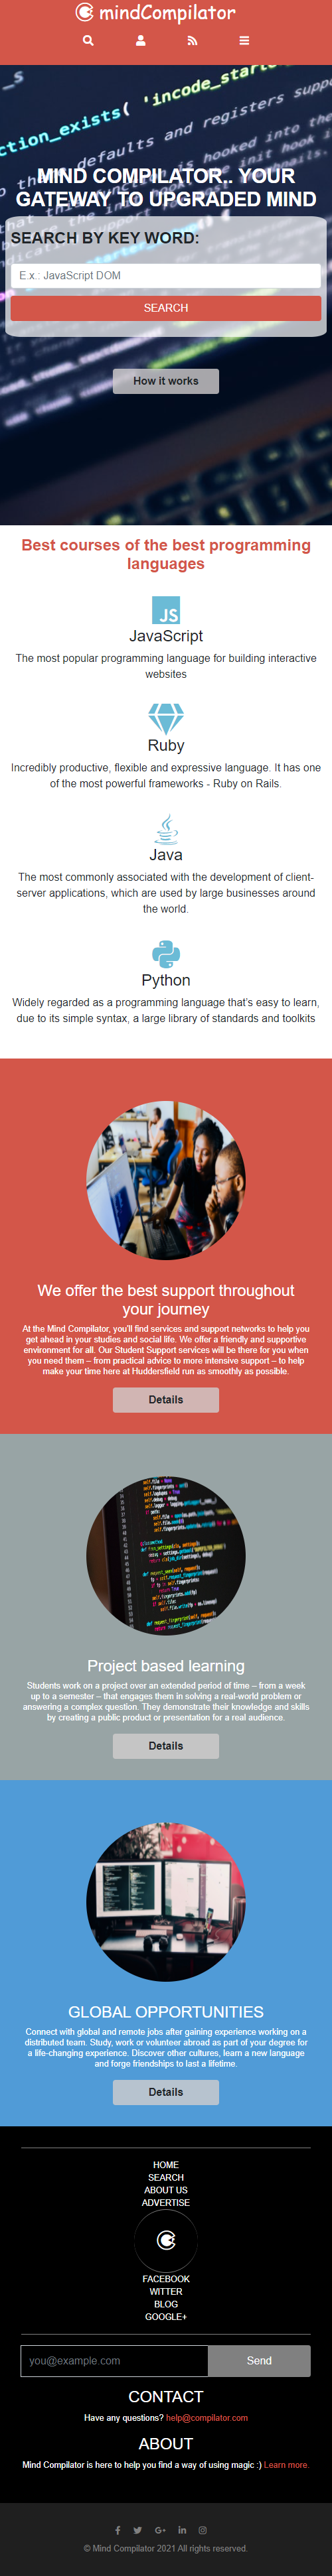 mindCompilator
ction_exists( 'incode_starte
defaults and registers suppo
MIND COMPILATOR.. YOUR
GATEWAY TO UPGRADED MIND
SEARCH BY KEY WORD:
E.x.: JavaScript DOM
SEARCH
How it works
Best courses of the best programming
languages
JS
JavaScript
The most popular programming language for building interactive
websites
Ruby
Incredibly productive, flexible and expressive language. It has one
of the most powerful frameworks - Ruby on Rails.
Java
The most commonly associated with the development of client-
server applications, which are used by large businesses around
the world.
Python
Widely regarded as a programming language that's easy to learn,
due to its simple syntax, a large library of standards and toolkits
We offer the best support throughout
your journey
At the Mind Compilator, you'll find services and support networks to help you
get ahead in your studies and social life. We offer a friendly and supportive
environment for all. Our Student Support services will be there for you when
you need them – from practical advice to more intensive support – to help
make your time here at Huddersfield run as smoothly as possible.
Details
Project based learning
Students work on a project over an extended period of time – from a week
up to a semester – that engages them in solving a real-world problem or
answering a complex question. They demonstrate their knowledge and skills
by creating a public product or presentation for a real audience.
Details
GLOBAL OPPORTUNITIES
Connect with global and remote jobs after gaining experience working on a
distributed team. Study, work or volunteer abroad as part of your degree for
a life-changing experience. Discover other cultures, learn a new language
and forge friendships to last a lifetime.
Details
HOME
SEARCH
ABOUT US
ADVERTISE
FACEBOOK
WITTER
BLOG
GOOGLE+
you@example.com Send
CONTACT
Have any questions? help@compilator.com
ABOUT
Mind Compilator is here to help you find a way of using magic :) Learn more.
© Mind Compilator 2021 All rights reserved.